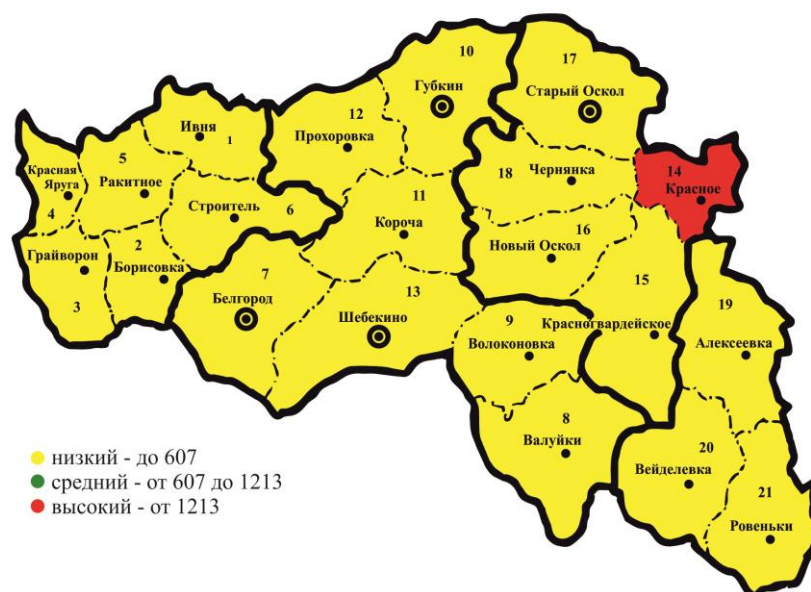 10
Губкин
17
Старый Оскол
12
Прохоровка
Ивня
1
5
Ракитное
Красная
Яруга
4
18
Чернянка
14
Красное
11
Короча
Строитель
6
16
Новый Оскол
2
Борисовка
Грайворон
3
7
Белгород
13
Шебекино
15
Красногвардейское
9
Волоконовка
19
Алексеевка
8
Валуйки
20
Вейделевка
21
Ровеньки
низкий - до 607
средний - от 607 до 1213
высокий - от 1213